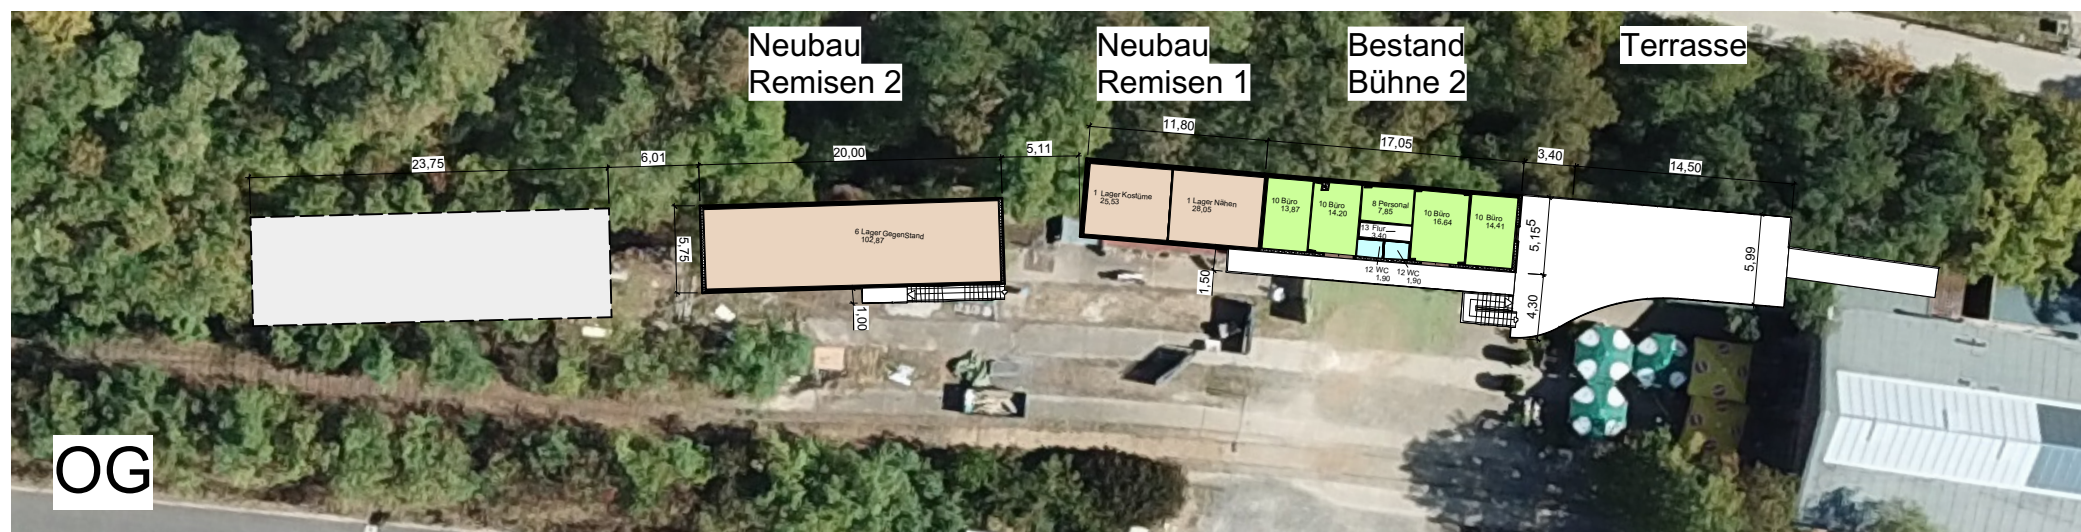 Neubau
Remisen 2
Neubau
Remisen 1
Bestand
Bühne 2
Terrasse
23,75
6,01
20,00
5,11
11,80
17,05
3,40
14,50
5,75
6 Lager GegenStand
102,87
1,00
1 Lager Kostüme
25,53
1 Lager Nähen
28,05
10 Büro
13,87
10 Büro
14,20
8 Personal
7,85
13 Flur
3,40
10 Büro
16,64
10 Büro
14,41
12 WC
1,90
12 WC
1,90
1,50
5,15⁵
4,30
5,99
OG